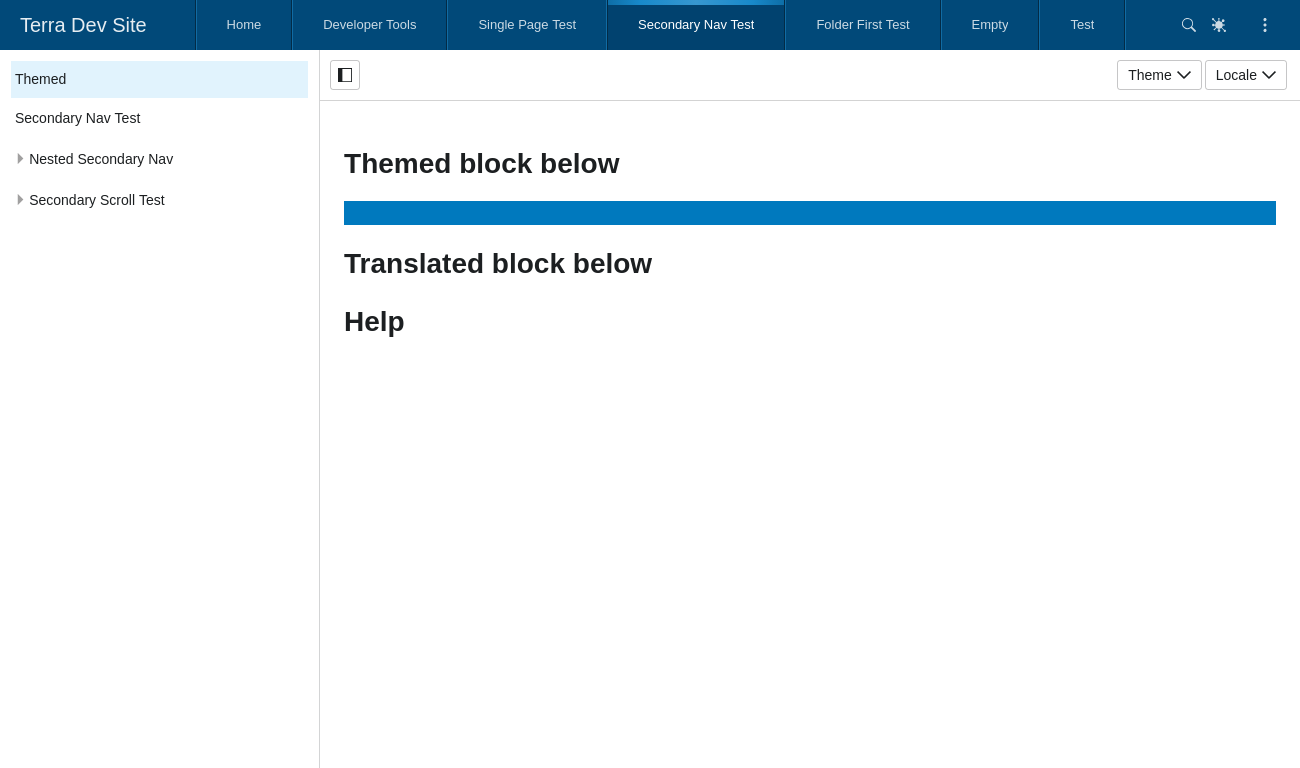 Terra Dev Site
Home
Developer Tools
Single Page Test
Secondary Nav Test
Folder First Test
Empty
Test
Themed
Secondary Nav Test
Nested Secondary Nav
Secondary Scroll Test
Theme
Locale
Themed block below
Translated block below
Help